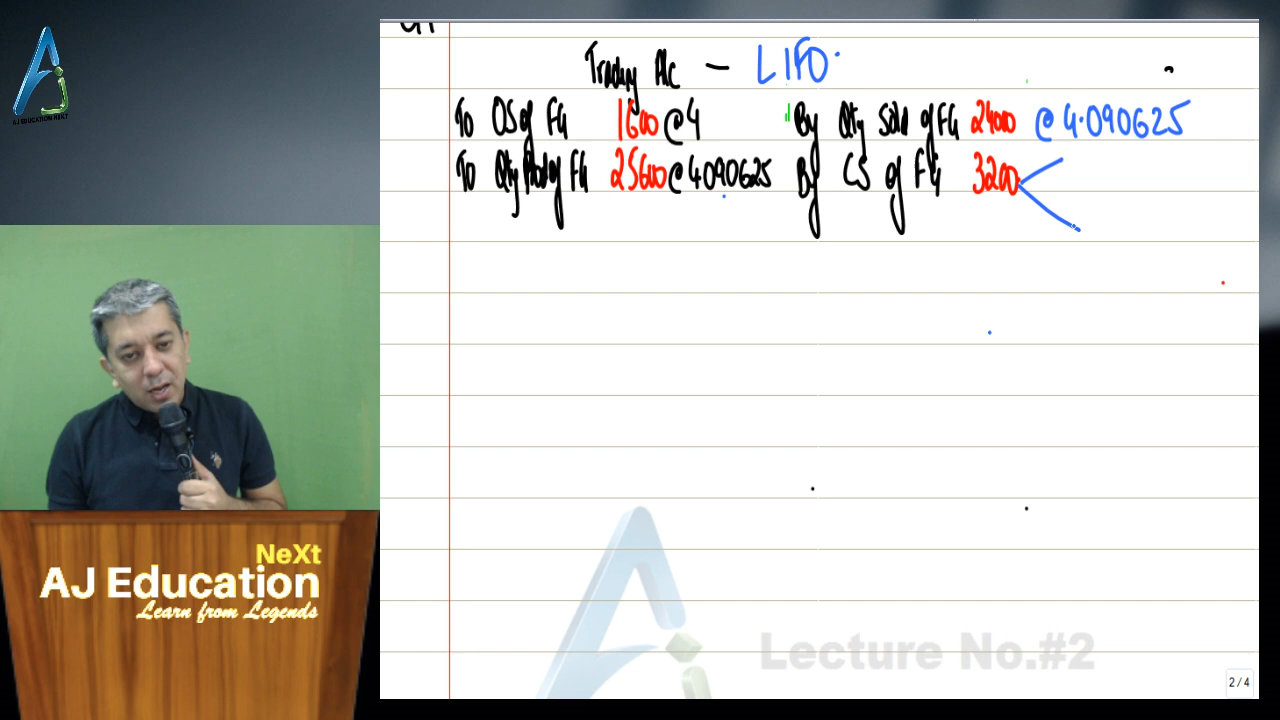 AJ EDUCATION NEXT
Trading A/c – LIFO
To OS of FG 1600 @ 4 By Qty Sold of FG 24000 @ 4.090625
To Qty Prod of FG 25600 @ 4.090625 By CS of FG 3200
NeXt
AJ Education
Learn from Legends
Lecture No.#2
2/4